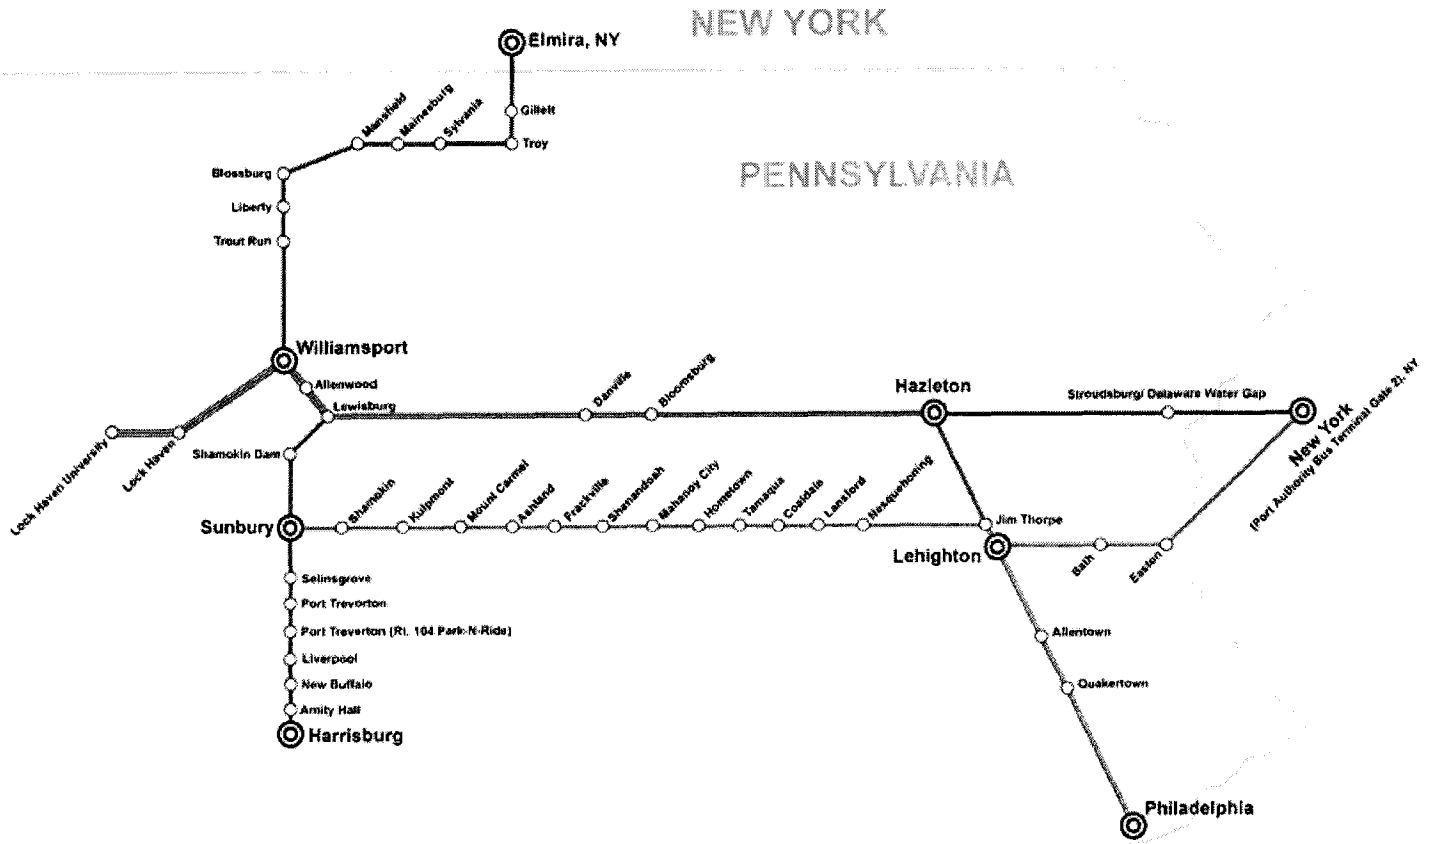 NEW YORK
Elmira, NY
Gillett
Troy
Sylvania
Mainesburg
Mansfield
PENNSYLVANIA
Blossburg
Liberty
Trout Run
Williamsport
Allenwood
Lewisburg
Danville
Bloomsburg
Hazleton
Stroudsburg/ Delaware Water Gap
New York
(Port Authority Bus Terminal Gate 2), NY
Lock Haven University
Lock Haven
Shamokin Dam
Sunbury
Shamokin
Kulpmont
Mount Carmel
Ashland
Frackville
Shenandoah
Mahanoy City
Hometown
Tamaqua
Coaldale
Lansford
Nesquehoning
Jim Thorpe
Lehighton
Bath
Easton
Selinsgrove
Port Trevorton
Port Treverton (Rt. 104 Park-N-Ride)
Liverpool
New Buffalo
Amity Hall
Harrisburg
Allentown
Quakertown
Philadelphia